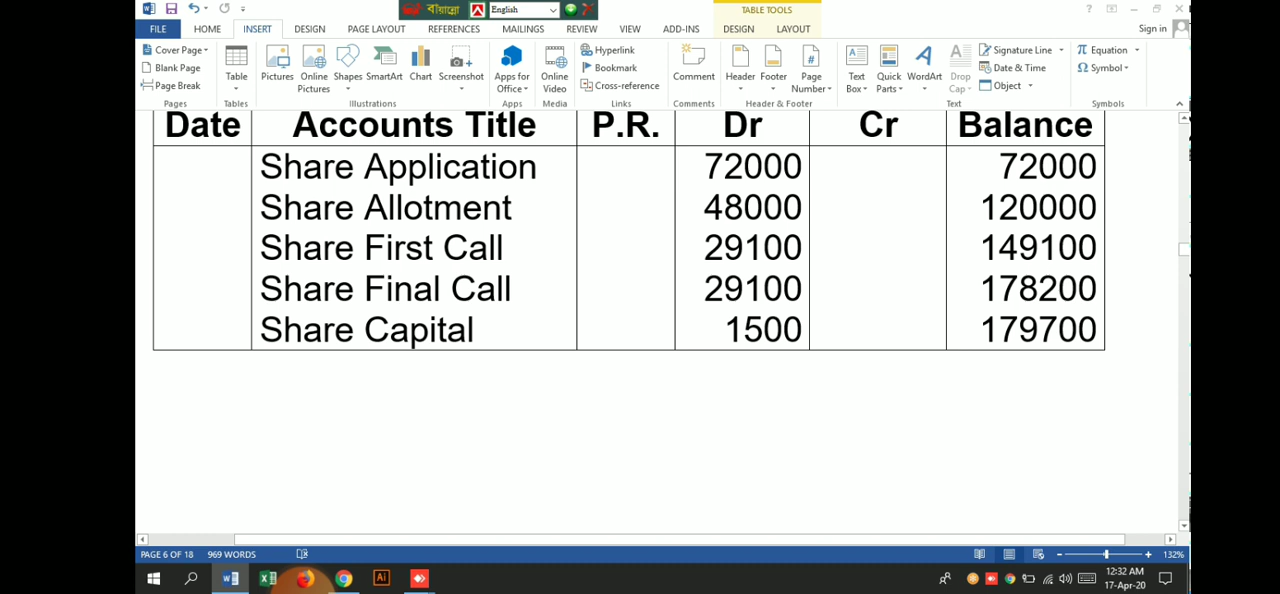 বায়ান্নো English
TABLE TOOLS
FILE HOME INSERT DESIGN PAGE LAYOUT REFERENCES MAILINGS REVIEW VIEW ADD-INS DESIGN LAYOUT Sign in
Cover Page
Blank Page
Page Break
Table
Pictures
Online Pictures
Shapes
SmartArt
Chart
Screenshot
Apps for Office
Online Video
Hyperlink
Bookmark
Cross-reference
Comment
Header
Footer
Page Number
Text Box
Quick Parts
WordArt
Drop Cap
Signature Line
Date & Time
Object
Equation
Symbol
Pages Tables Illustrations Apps Media Links Comments Header & Footer Text Symbols
Date Accounts Title P.R. Dr Cr Balance
Share Application 72000 72000
Share Allotment 48000 120000
Share First Call 29100 149100
Share Final Call 29100 178200
Share Capital 1500 179700
PAGE 6 OF 18 969 WORDS 132%
12:32 AM
17-Apr-20